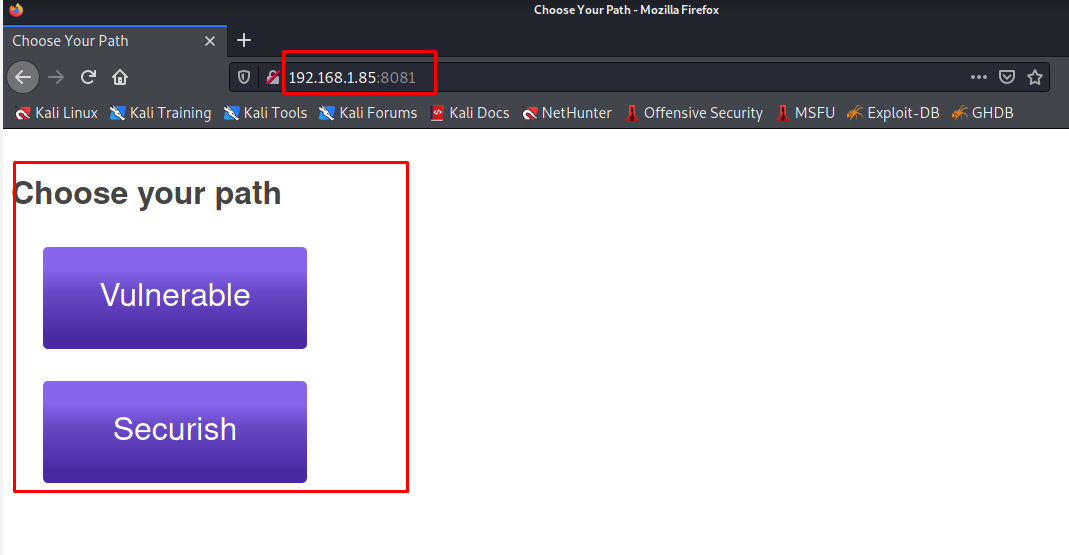 Choose Your Path - Mozilla Firefox
Choose Your Path
192.168.1.85:8081
Kali Linux Kali Training Kali Tools Kali Forums Kali Docs NetHunter Offensive Security MSFU Exploit-DB GHDB
Choose your path
Vulnerable
Securish